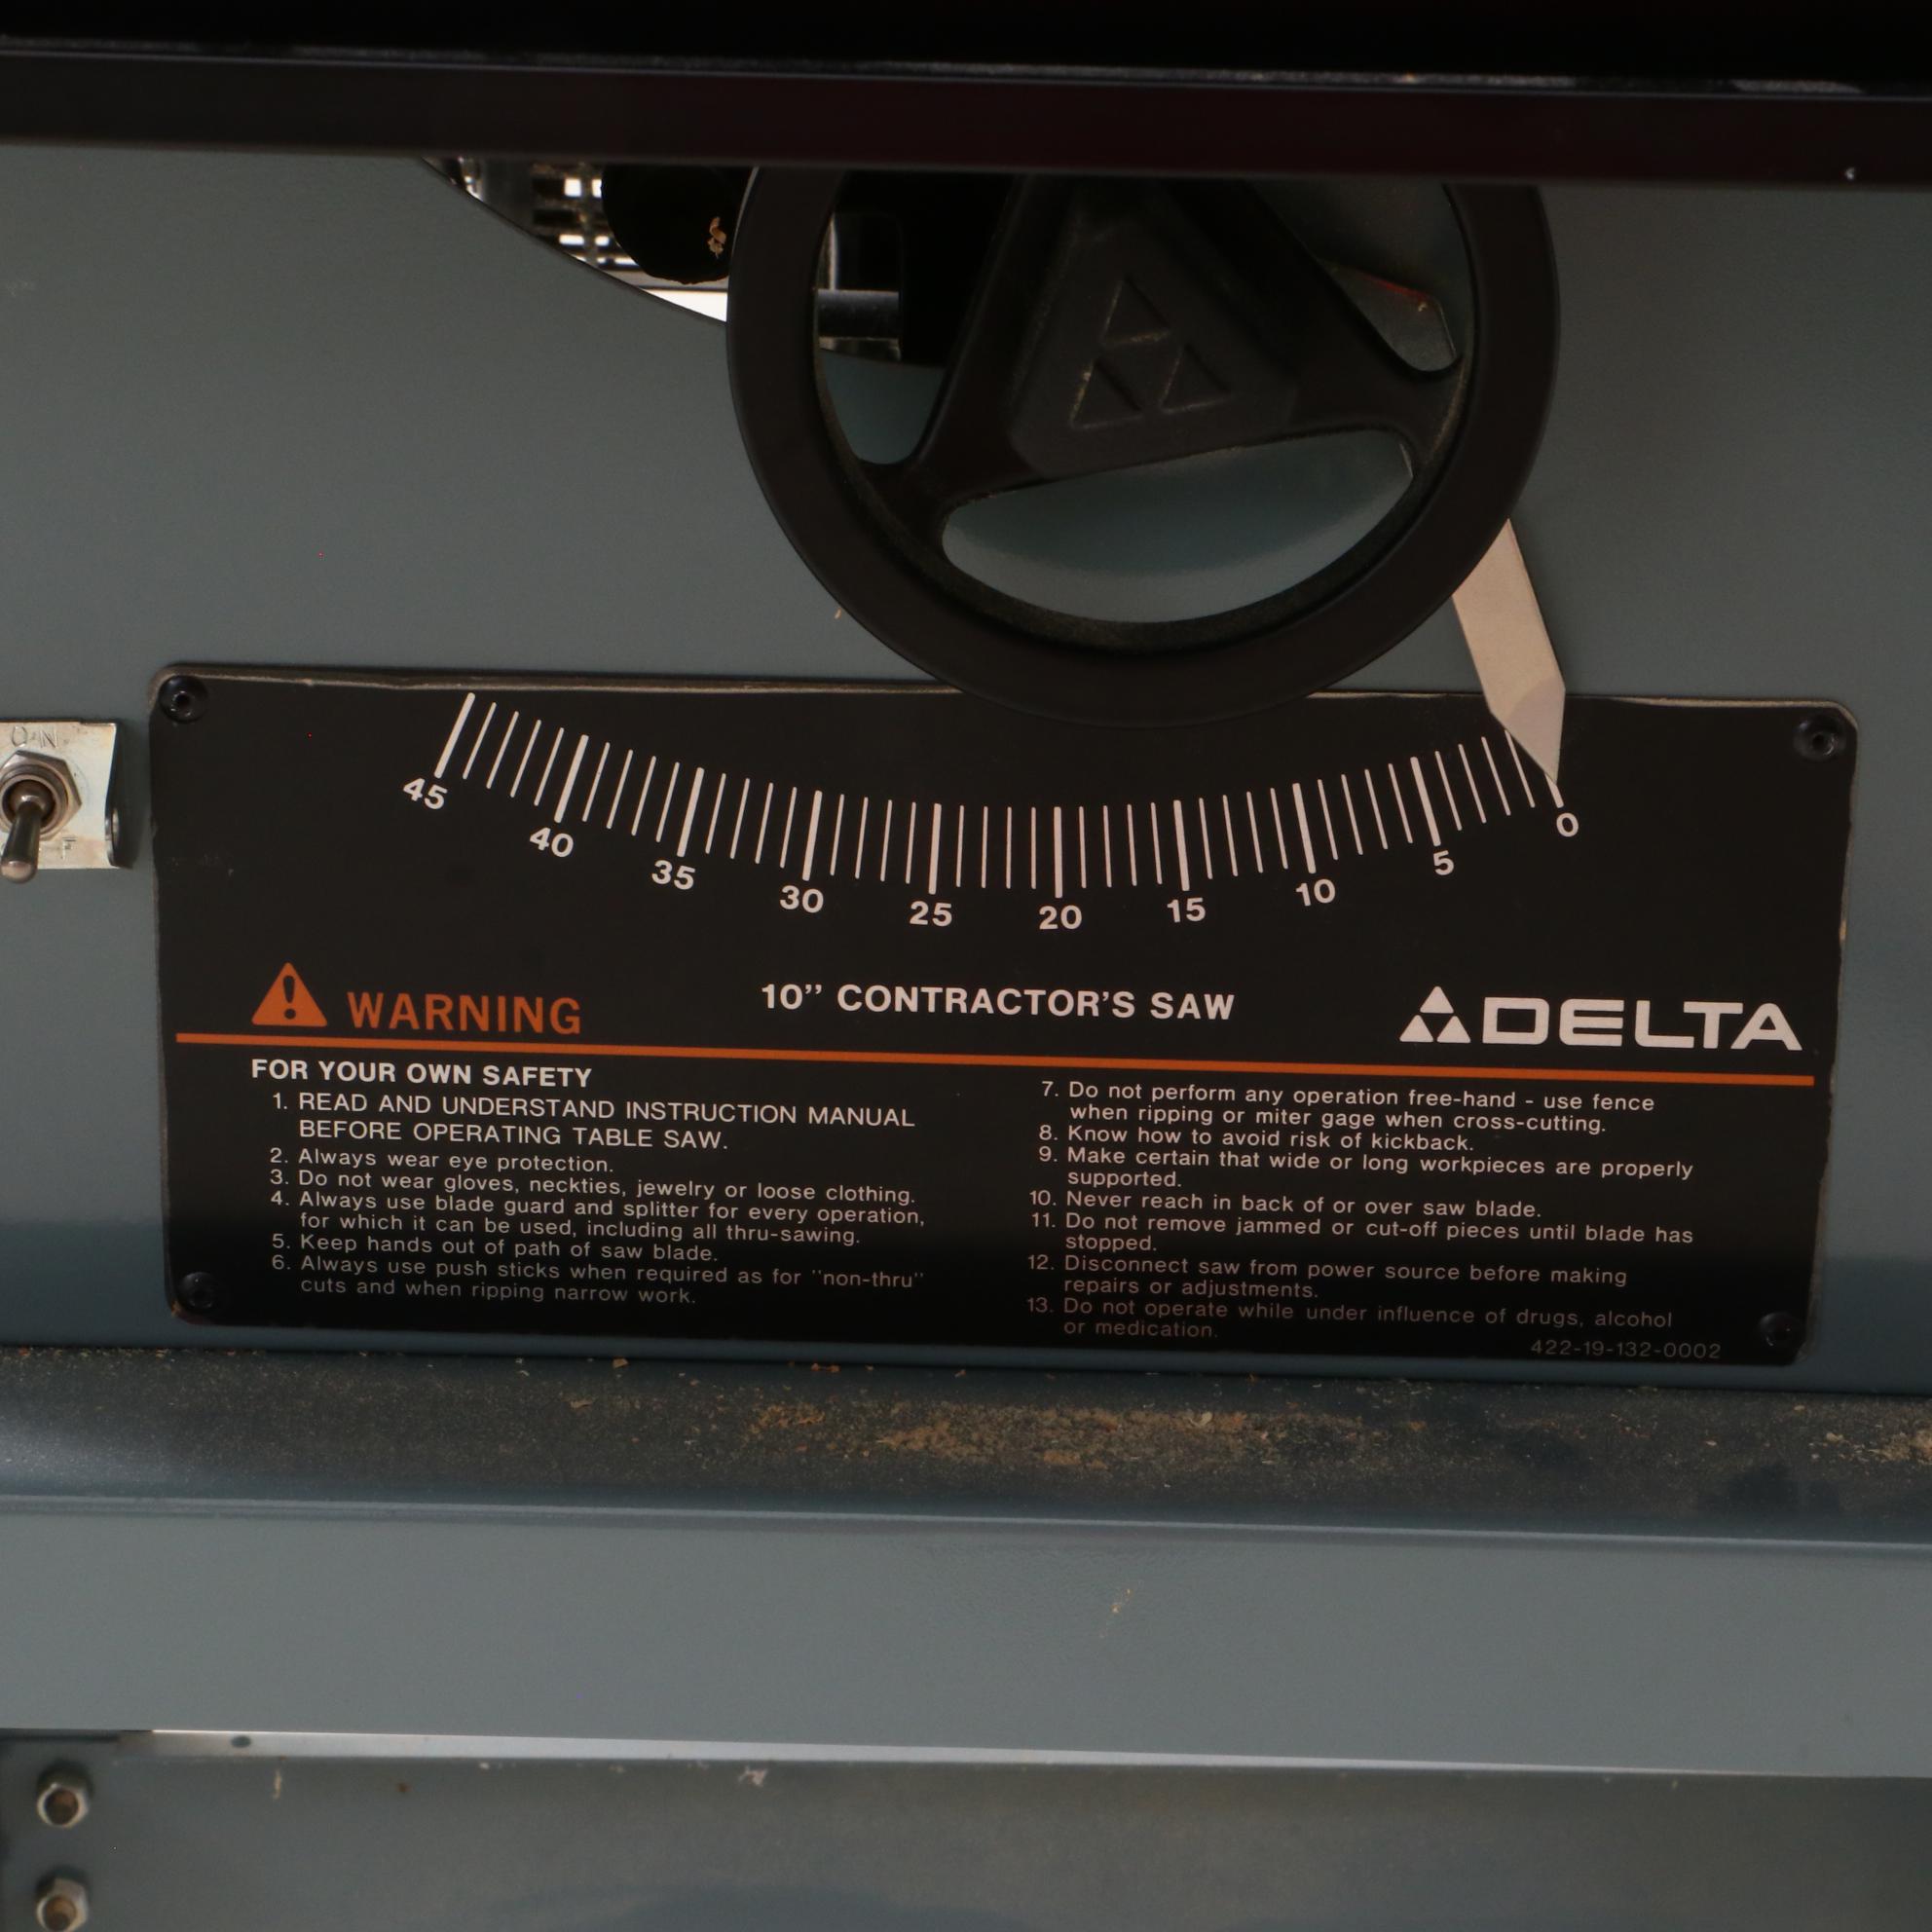 ON
F
45
40
35
30
25
20
15
10
5
0
WARNING
10" CONTRACTOR'S SAW
DELTA
FOR YOUR OWN SAFETY
1. READ AND UNDERSTAND INSTRUCTION MANUAL
BEFORE OPERATING TABLE SAW.
2. Always wear eye protection.
3. Do not wear gloves, neckties, jewelry or loose clothing.
4. Always use blade guard and splitter for every operation,
for which it can be used, including all thru-sawing.
5. Keep hands out of path of saw blade.
6. Always use push sticks when required as for "non-thru"
cuts and when ripping narrow work.
7. Do not perform any operation free-hand - use fence
when ripping or miter gage when cross-cutting.
8. Know how to avoid risk of kickback.
9. Make certain that wide or long workpieces are properly
supported.
10. Never reach in back of or over saw blade.
11. Do not remove jammed or cut-off pieces until blade has
stopped.
12. Disconnect saw from power source before making
repairs or adjustments.
13. Do not operate while under influence of drugs, alcohol
or medication.
422-19-132-0002